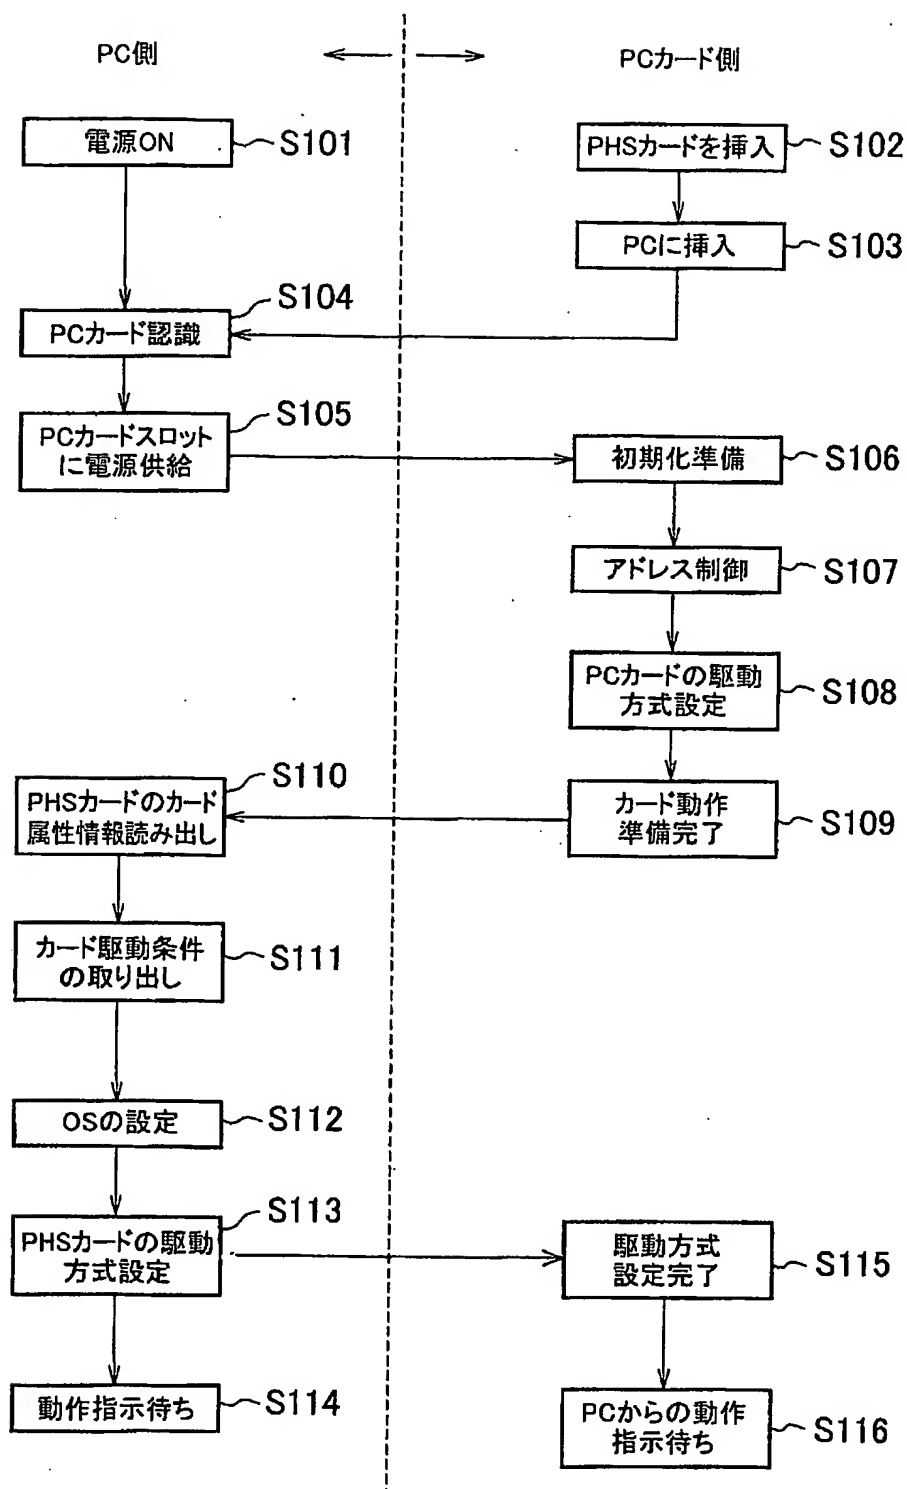 PC側
PCカード側
電源ON
S101
PHSカードを挿入
S102
PCに挿入
S103
S104
PCカード認識
S105
PCカードスロット
に電源供給
初期化準備
S106
アドレス制御
S107
PCカードの駆動
方式設定
S108
S110
PHSカードのカード
属性情報読み出し
カード動作
準備完了
S109
カード駆動条件
の取り出し
S111
OSの設定
S112
S113
PHSカードの駆動
方式設定
駆動方式
設定完了
S115
動作指示待ち
S114
PCからの動作
指示待ち
S116